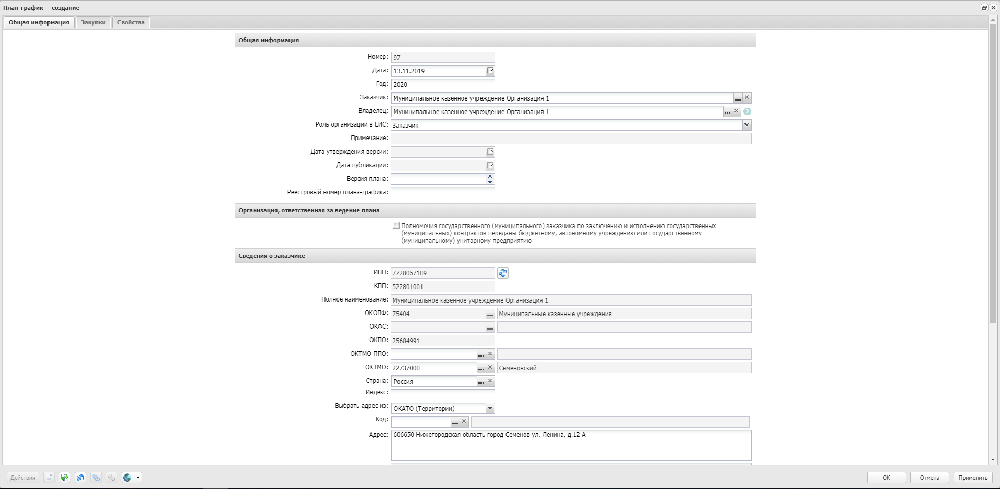 План-график — создание
Общая информация
Закупки
Свойства
Общая информация
Номер: 97
Дата: 13.11.2019
Год: 2020
Заказчик: Муниципальное казенное учреждение Организация 1
Владелец: Муниципальное казенное учреждение Организация 1
Роль организации в ЕИС: Заказчик
Примечание:
Дата утверждения версии:
Дата публикации:
Версия плана:
Реестровый номер плана-графика:
Организация, ответственная за ведение плана
Полномочия государственного (муниципального) заказчика по заключению и исполнению государственных
(муниципальных) контрактов переданы бюджетному, автономному учреждению или государственному
(муниципальному) унитарному предприятию
Сведения о заказчике
ИНН: 7728057109
КПП: 522801001
Полное наименование: Муниципальное казенное учреждение Организация 1
ОКОПФ: 75404 ... Муниципальные казенные учреждения
ОКФС: ...
ОКПО: 25684991
ОКТМО ППО: ...
ОКТМО: 22737000 ... Семеновский
Страна: Россия ...
Индекс:
Выбрать адрес из: ОКАТО (Территории)
Код: ...
Адрес: 606650 Нижегородская область город Семенов ул. Ленина, д.12 А
Действия
ОК
Отмена
Применить